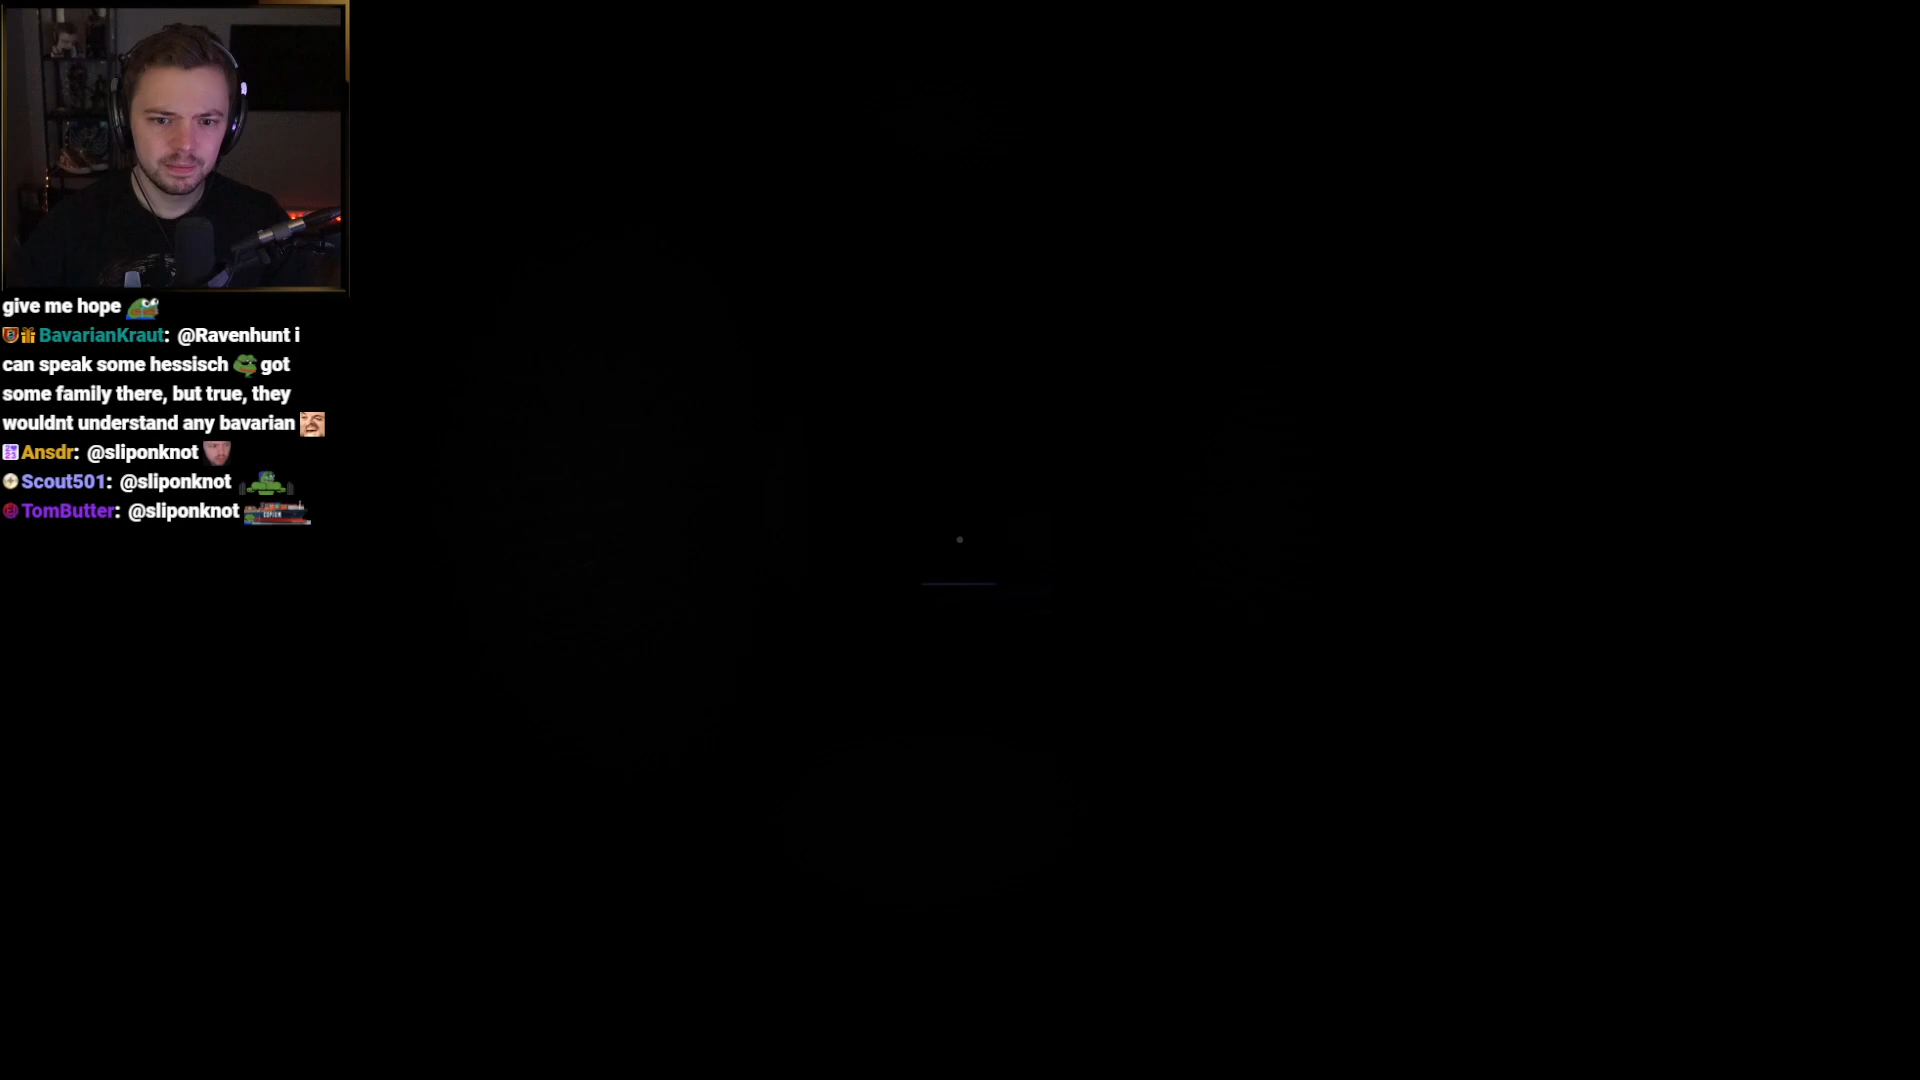 give me hope
BavarianKraut: @Ravenhunt i
can speak some hessisch got
some family there, but true, they
wouldnt understand any bavarian
Ansdr: @sliponknot
Scout501: @sliponknot
TomButter: @sliponknot